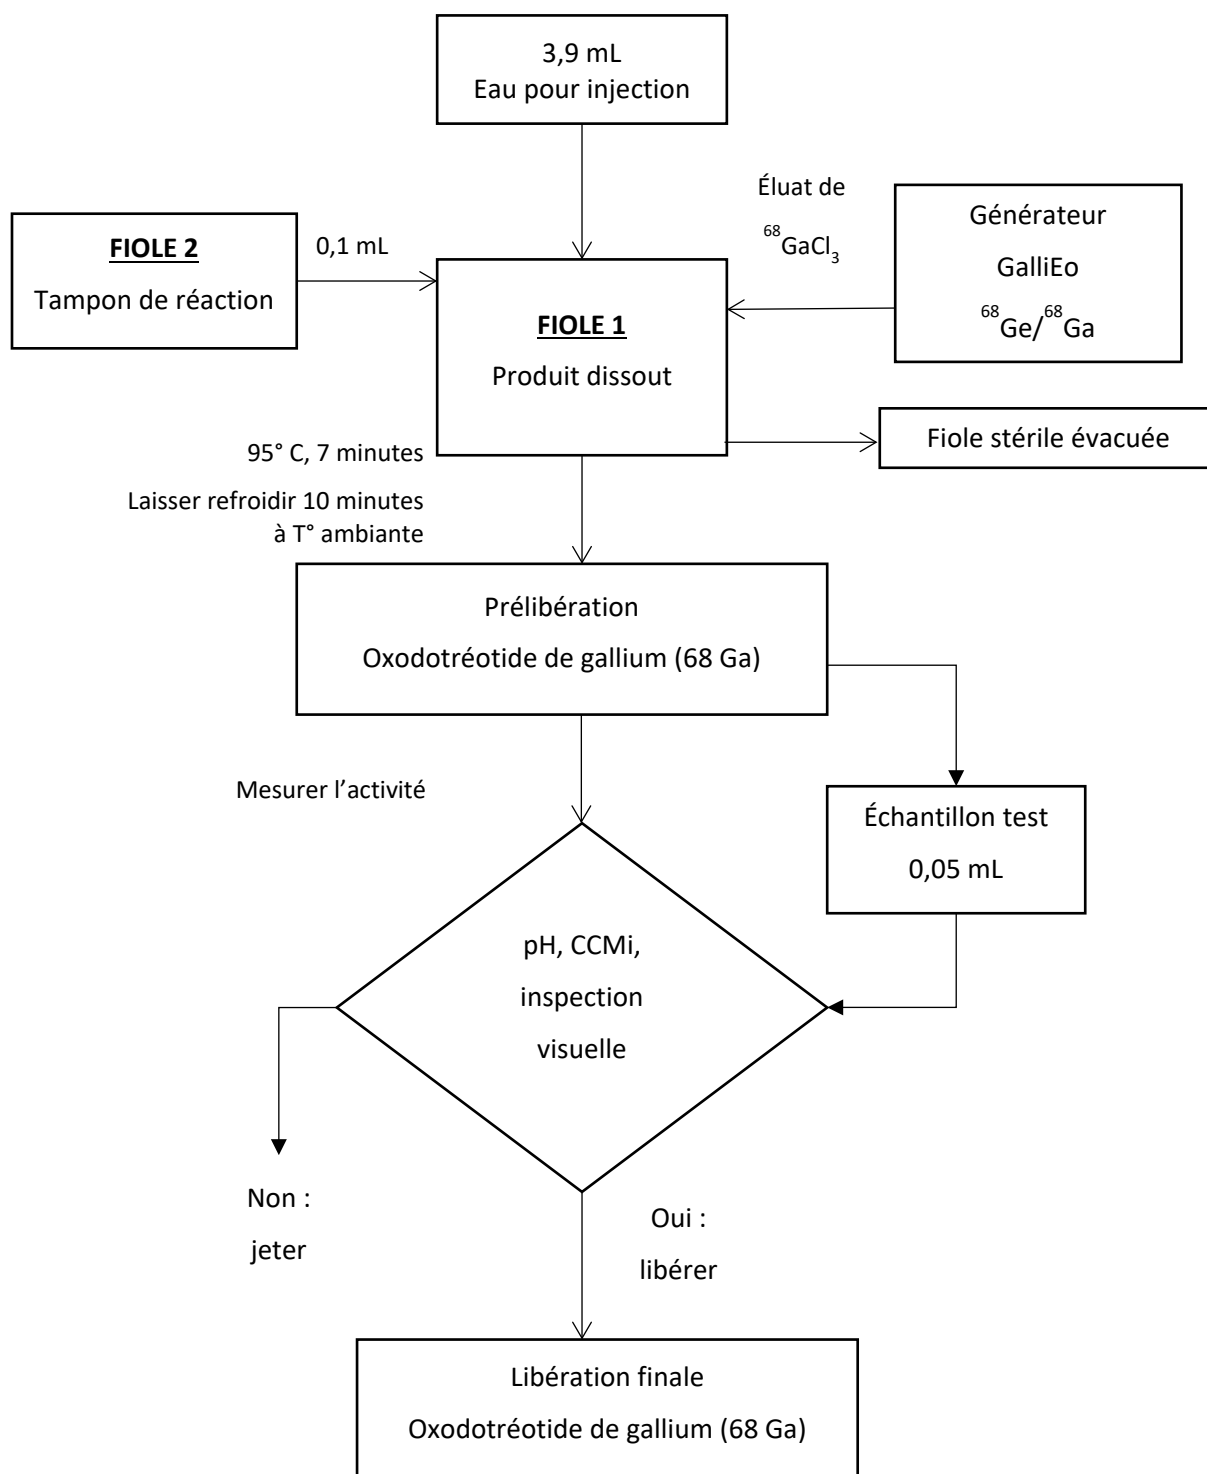 3,9 mL
Eau pour injection
Éluat de
⁶⁸GaCl₃
Générateur
GalliEo
⁶⁸Ge/⁶⁸Ga
FIOLE 2
Tampon de réaction
0,1 mL
FIOLE 1
Produit dissout
Fiole stérile évacuée
95° C, 7 minutes
Laisser refroidir 10 minutes
à T° ambiante
Prélibération
Oxodotréotide de gallium (68 Ga)
Mesurer l’activité
Échantillon test
0,05 mL
pH, CCMi,
inspection
visuelle
Non :
jeter
Oui :
libérer
Libération finale
Oxodotréotide de gallium (68 Ga)